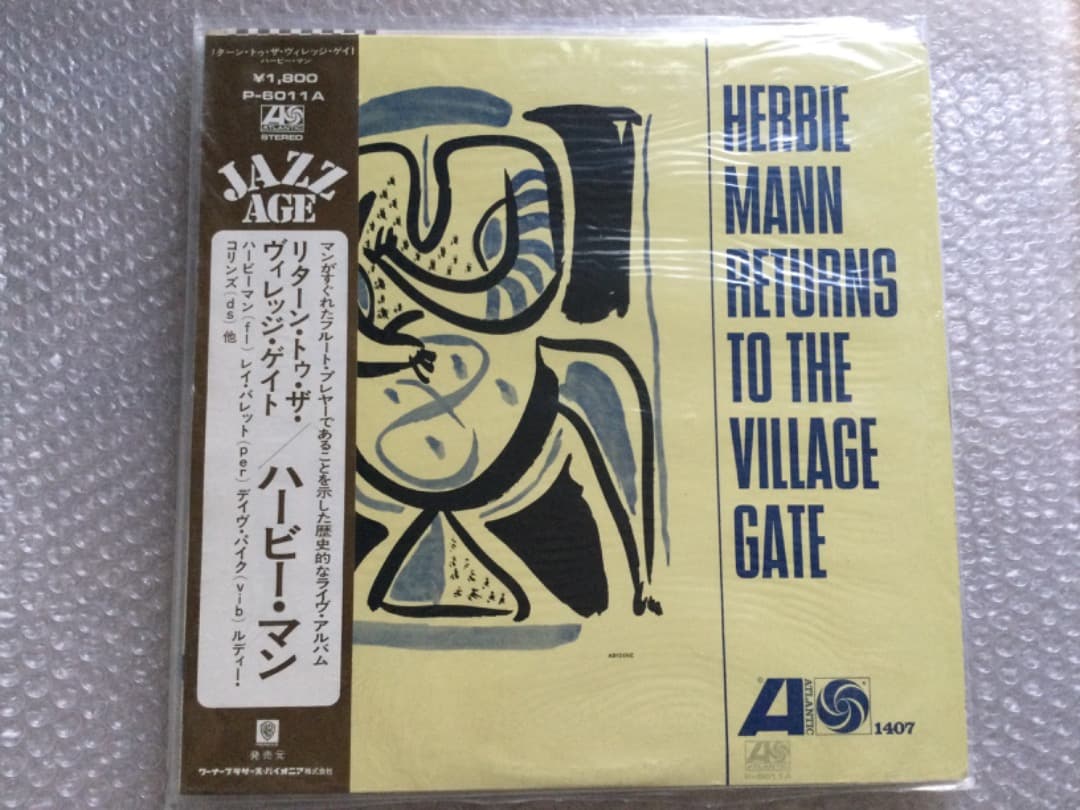 リターン・トゥ・ザ・ヴィレッジ・ゲイト
ハービー・マン
¥1,800
P-6011A
ATLANTIC
STEREO
JAZZ
AGE
マンがすぐれたフルート・プレヤーであることを示した歴史的なライヴ・アルバム
リターン・トゥ・ザ・
ヴィレッジ・ゲイト／ハービー・マン
ハービーマン(fl) レイ・バレット(per) デイヴ・パイク(vib) ルディー・
コリンズ(ds) 他
発売元
ワーナーブラザース・パイオニア株式会社
HERBIE
MANN
RETURNS
TO THE
VILLAGE
GATE
ATLANTIC
1407
P-6011A